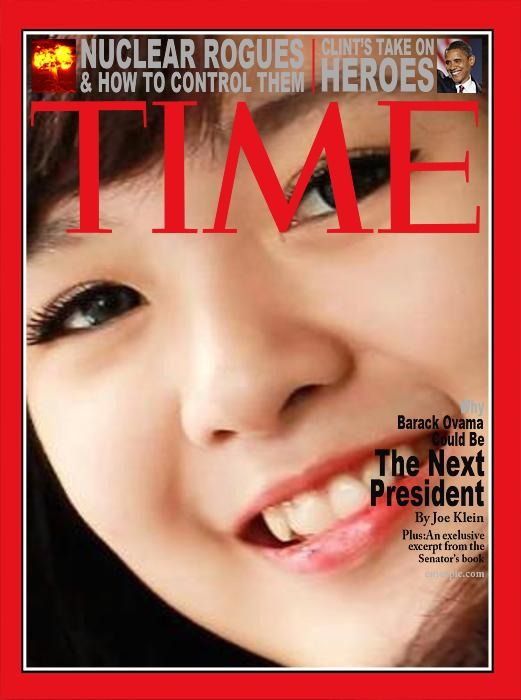 NUCLEAR ROGUES
& HOW TO CONTROL THEM
CLINT'S TAKE ON
HEROES
TIME
Why
Barack Ovama
Could Be
The Next
President
By Joe Klein
Plus:An exelusive
excerpt from the
Senator's book